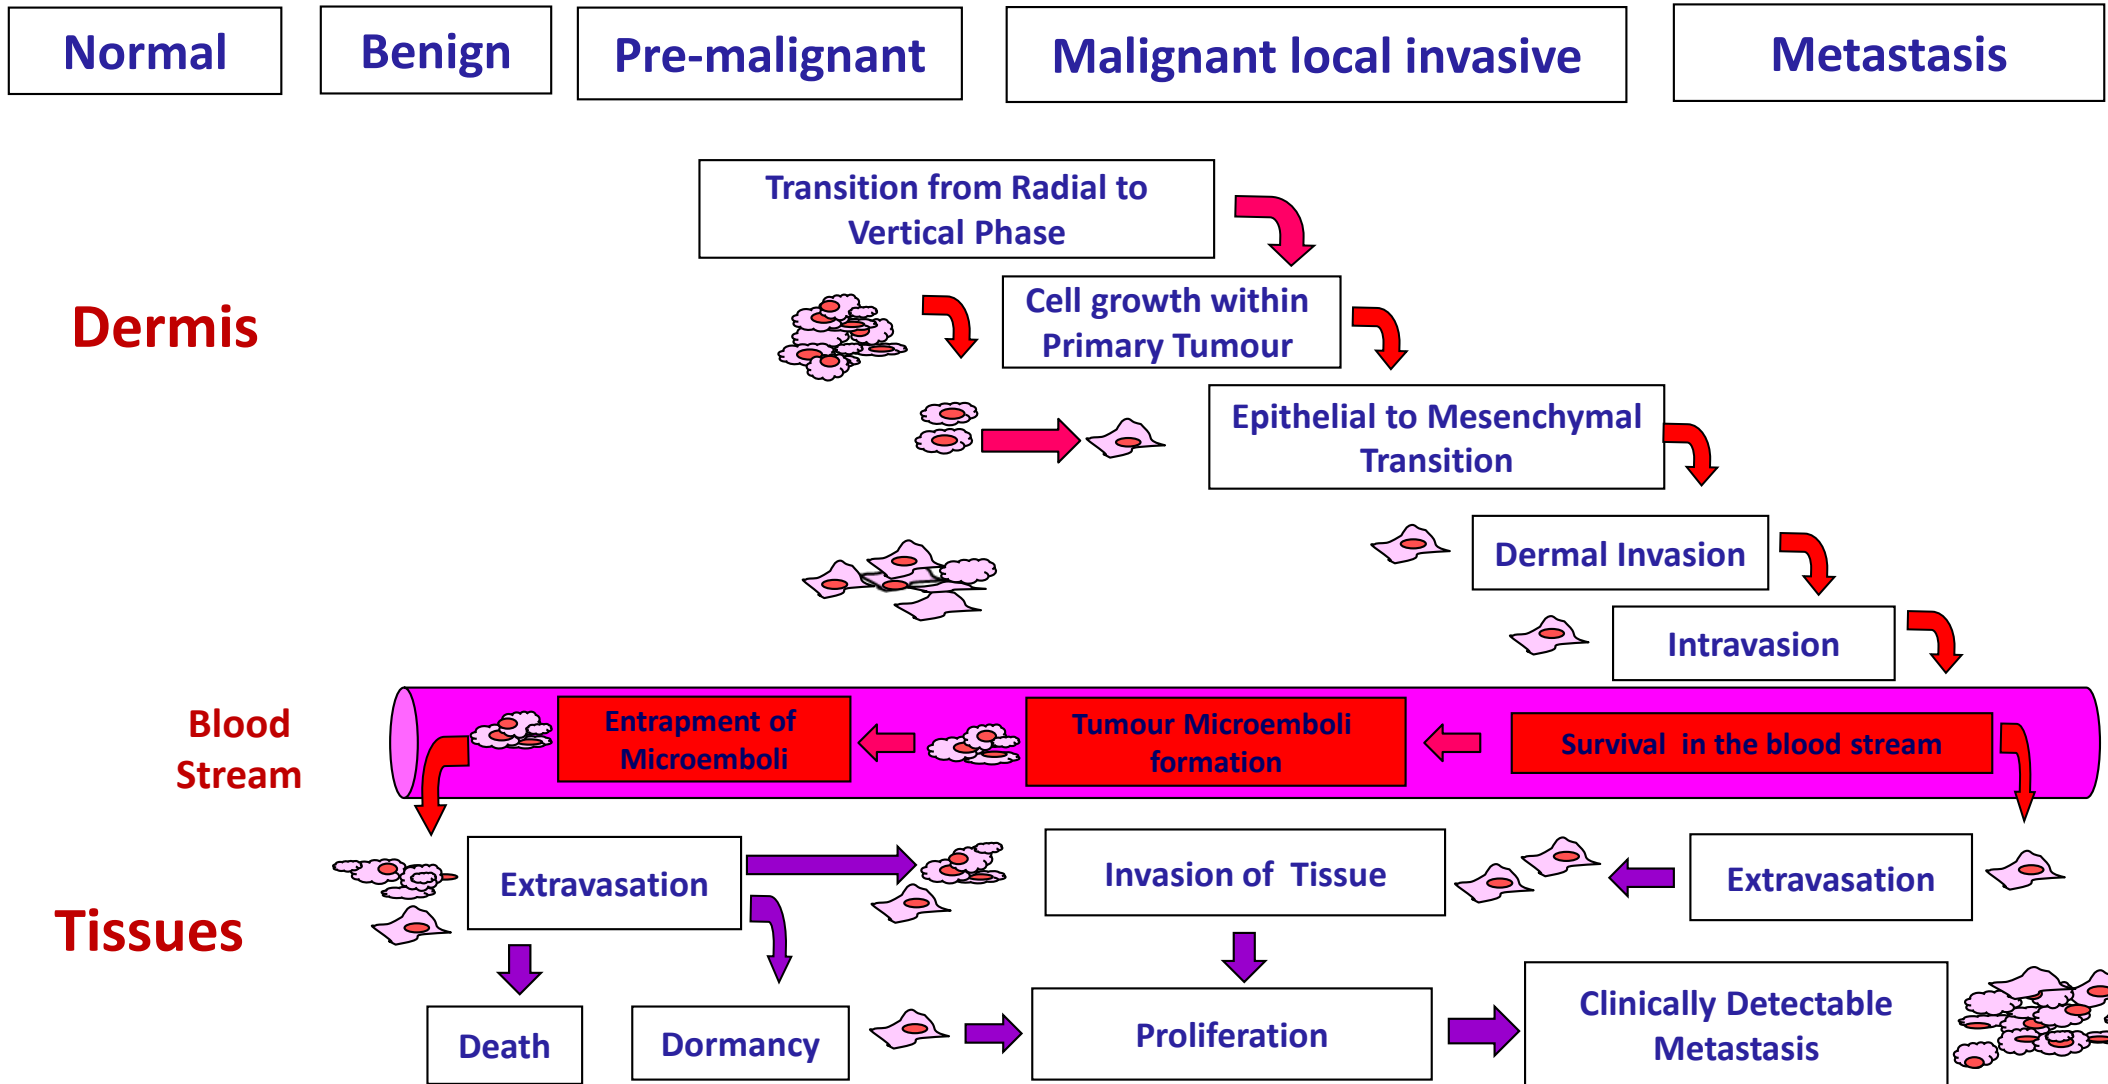 Normal
Benign
Pre-malignant
Malignant local invasive
Metastasis
Transition from Radial to
Vertical Phase
Dermis
Cell growth within
Primary Tumour
Epithelial to Mesenchymal
Transition
Dermal Invasion
Intravasion
Blood
Stream
Entrapment of
Microemboli
Tumour Microemboli
formation
Survival in the blood stream
Tissues
Extravasation
Invasion of Tissue
Extravasation
Death
Dormancy
Proliferation
Clinically Detectable
Metastasis